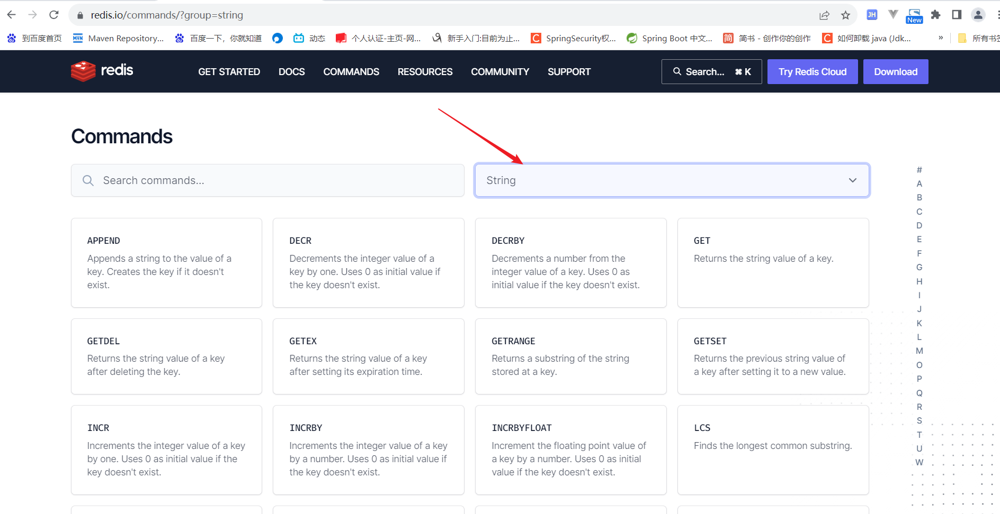 redis.io/commands/?group=string
New
到百度首页
Maven Repository...
百度一下，你就知道
动态
个人认证-主页-网...
新手入门:目前为止...
SpringSecurity权...
Spring Boot 中文...
简书 - 创作你的创作
如何卸载 java (Jdk...
»
所有书签
redis
GET STARTED
DOCS
COMMANDS
RESOURCES
COMMUNITY
SUPPORT
Search... ⌘ K
Try Redis Cloud
Download
Commands
Search commands...
String
APPEND
Appends a string to the value of a
key. Creates the key if it doesn't
exist.
DECR
Decrements the integer value of a
key by one. Uses 0 as initial value if
the key doesn't exist.
DECRBY
Decrements a number from the
integer value of a key. Uses 0 as
initial value if the key doesn't exist.
GET
Returns the string value of a key.
GETDEL
Returns the string value of a key
after deleting the key.
GETEX
Returns the string value of a key
after setting its expiration time.
GETRANGE
Returns a substring of the string
stored at a key.
GETSET
Returns the previous string value of
a key after setting it to a new value.
INCR
Increments the integer value of a key
by one. Uses 0 as initial value if the
key doesn't exist.
INCRBY
Increments the integer value of a key
by a number. Uses 0 as initial value if
the key doesn't exist.
INCRBYFLOAT
Increment the floating point value of
a key by a number. Uses 0 as initial
value if the key doesn't exist.
LCS
Finds the longest common substring.
#
A
B
C
D
E
F
G
H
I
J
K
L
M
O
P
Q
R
S
T
U
W